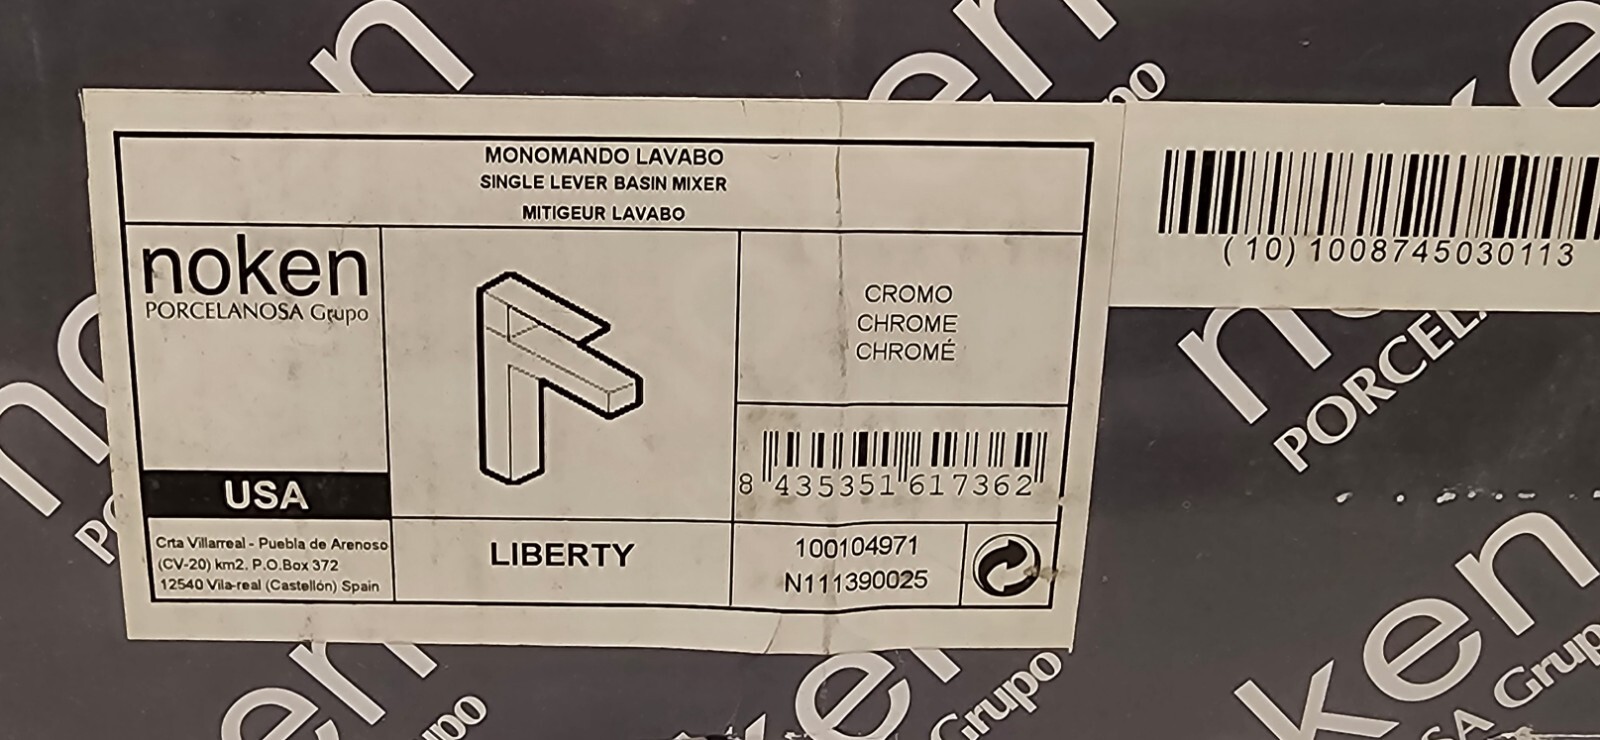 MONOMANDO LAVABO
SINGLE LEVER BASIN MIXER
MITIGEUR LAVABO
noken
PORCELANOSA Grupo
USA
Crta Villarreal - Puebla de Arenoso
(CV-20) km2. P.O.Box 372
12540 Vila-real (Castellón) Spain
LIBERTY
CROMO
CHROME
CHROMÉ
8 435351 617362
100104971
N111390025
(10)1008745030113
PORCEL
ken
Grupo